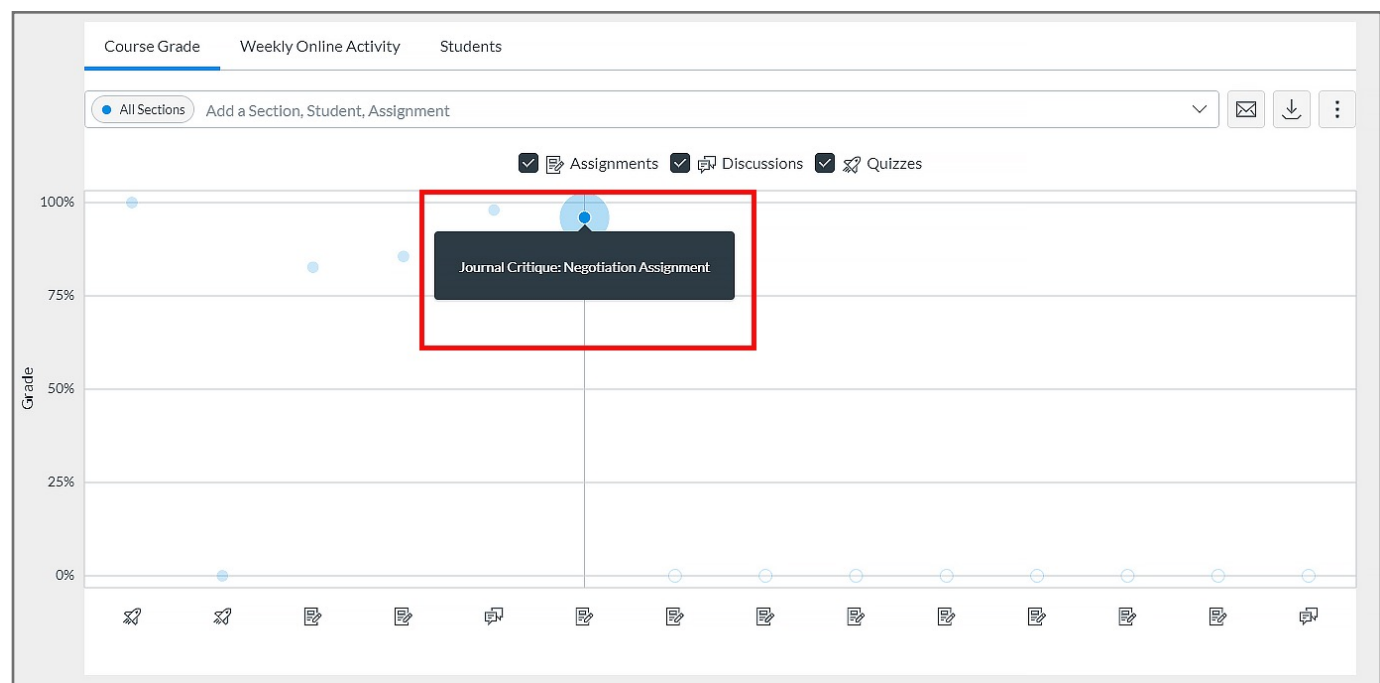 Course Grade Weekly Online Activity Students
All Sections Add a Section, Student, Assignment
Assignments Discussions Quizzes
100%
Journal Critique: Negotiation Assignment
75%
Grade
50%
25%
0%